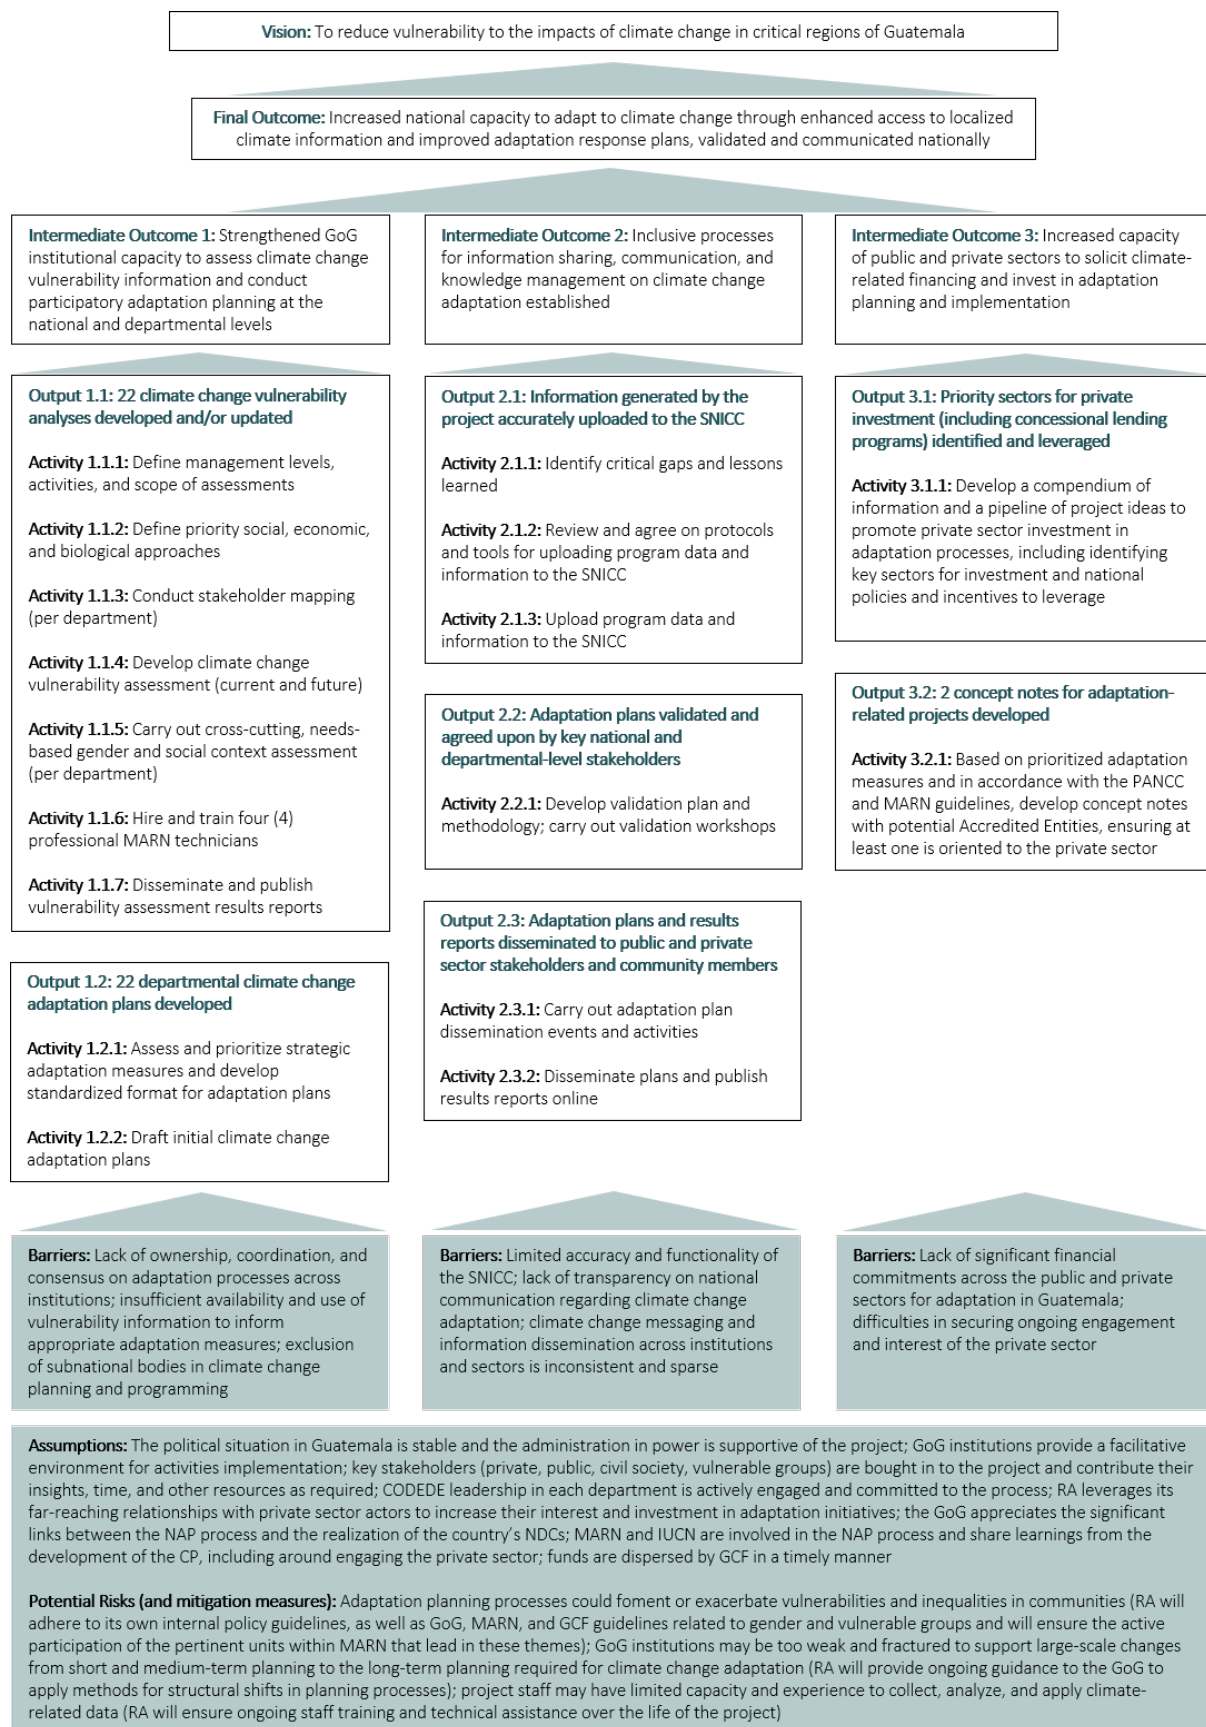 Vision: To reduce vulnerability to the impacts of climate change in critical regions of Guatemala
Final Outcome: Increased national capacity to adapt to climate change through enhanced access to localized
climate information and improved adaptation response plans, validated and communicated nationally
Intermediate Outcome 1: Strengthened GoG
institutional capacity to assess climate change
vulnerability information and conduct
participatory adaptation planning at the
national and departmental levels
Output 1.1: 22 climate change vulnerability
analyses developed and/or updated
Activity 1.1.1: Define management levels,
activities, and scope of assessments
Activity 1.1.2: Define priority social, economic,
and biological approaches
Activity 1.1.3: Conduct stakeholder mapping
(per department)
Activity 1.1.4: Develop climate change
vulnerability assessment (current and future)
Activity 1.1.5: Carry out cross-cutting, needs-
based gender and social context assessment
(per department)
Activity 1.1.6: Hire and train four (4)
professional MARN technicians
Activity 1.1.7: Disseminate and publish
vulnerability assessment results reports
Output 1.2: 22 departmental climate change
adaptation plans developed
Activity 1.2.1: Assess and prioritize strategic
adaptation measures and develop
standardized format for adaptation plans
Activity 1.2.2: Draft initial climate change
adaptation plans
Barriers: Lack of ownership, coordination, and
consensus on adaptation processes across
institutions; insufficient availability and use of
vulnerability information to inform
appropriate adaptation measures; exclusion
of subnational bodies in climate change
planning and programming
Intermediate Outcome 2: Inclusive processes
for information sharing, communication, and
knowledge management on climate change
adaptation established
Output 2.1: Information generated by the
project accurately uploaded to the SNICC
Activity 2.1.1: Identify critical gaps and lessons
learned
Activity 2.1.2: Review and agree on protocols
and tools for uploading program data and
information to the SNICC
Activity 2.1.3: Upload program data and
information to the SNICC
Output 2.2: Adaptation plans validated and
agreed upon by key national and
departmental-level stakeholders
Activity 2.2.1: Develop validation plan and
methodology; carry out validation workshops
Output 2.3: Adaptation plans and results
reports disseminated to public and private
sector stakeholders and community members
Activity 2.3.1: Carry out adaptation plan
dissemination events and activities
Activity 2.3.2: Disseminate plans and publish
results reports online
Barriers: Limited accuracy and functionality of
the SNICC; lack of transparency on national
communication regarding climate change
adaptation; climate change messaging and
information dissemination across institutions
and sectors is inconsistent and sparse
Intermediate Outcome 3: Increased capacity
of public and private sectors to solicit climate-
related financing and invest in adaptation
planning and implementation
Output 3.1: Priority sectors for private
investment (including concessional lending
programs) identified and leveraged
Activity 3.1.1: Develop a compendium of
information and a pipeline of project ideas to
promote private sector investment in
adaptation processes, including identifying
key sectors for investment and national
policies and incentives to leverage
Output 3.2: 2 concept notes for adaptation-
related projects developed
Activity 3.2.1: Based on prioritized adaptation
measures and in accordance with the PANCC
and MARN guidelines, develop concept notes
with potential Accredited Entities, ensuring at
least one is oriented to the private sector
Barriers: Lack of significant financial
commitments across the public and private
sectors for adaptation in Guatemala;
difficulties in securing ongoing engagement
and interest of the private sector
Assumptions: The political situation in Guatemala is stable and the administration in power is supportive of the project; GoG institutions provide a facilitative
environment for activities implementation; key stakeholders (private, public, civil society, vulnerable groups) are bought in to the project and contribute their
insights, time, and other resources as required; CODEDE leadership in each department is actively engaged and committed to the process; RA leverages its
far-reaching relationships with private sector actors to increase their interest and investment in adaptation initiatives; the GoG appreciates the significant
links between the NAP process and the realization of the country's NDCs; MARN and IUCN are involved in the NAP process and share learnings from the
development of the CP, including around engaging the private sector; funds are dispersed by GCF in a timely manner
Potential Risks (and mitigation measures): Adaptation planning processes could foment or exacerbate vulnerabilities and inequalities in communities (RA will
adhere to its own internal policy guidelines, as well as GoG, MARN, and GCF guidelines related to gender and vulnerable groups and will ensure the active
participation of the pertinent units within MARN that lead in these themes); GoG institutions may be too weak and fractured to support large-scale changes
from short and medium-term planning to the long-term planning required for climate change adaptation (RA will provide ongoing guidance to the GoG to
apply methods for structural shifts in planning processes); project staff may have limited capacity and experience to collect, analyze, and apply climate-
related data (RA will ensure ongoing staff training and technical assistance over the life of the project)